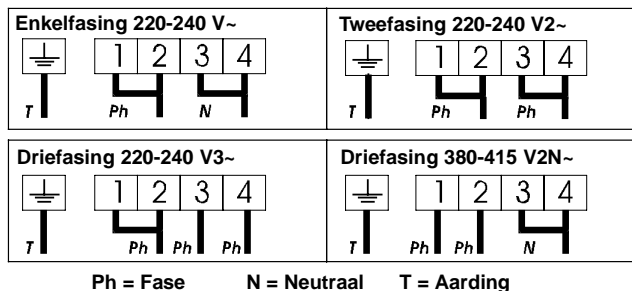 Enkelfasing 220-240 V~
1 2 3 4
T Ph N
Tweefasing 220-240 V2~
1 2 3 4
T Ph Ph
Driefasing 220-240 V3~
1 2 3 4
T Ph Ph Ph
Driefasing 380-415 V2N~
1 2 3 4
T Ph Ph N
Ph = Fase N = Neutraal T = Aarding